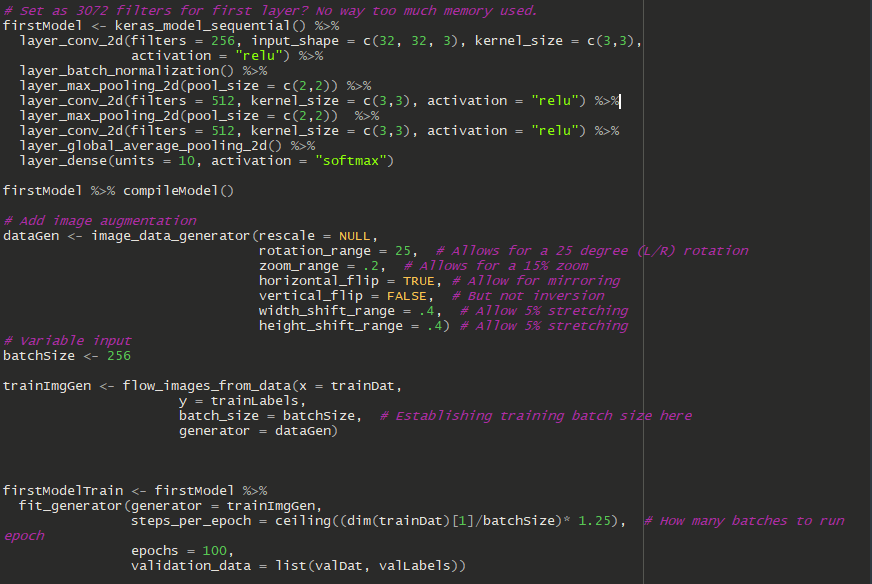 # Set as 3072 filters for first layer? No way too much memory used.
firstModel <- keras_model_sequential() %>%
  layer_conv_2d(filters = 256, input_shape = c(32, 32, 3), kernel_size = c(3,3),
                activation = "relu") %>%
  layer_batch_normalization() %>%
  layer_max_pooling_2d(pool_size = c(2,2)) %>%
  layer_conv_2d(filters = 512, kernel_size = c(3,3), activation = "relu") %>%
  layer_max_pooling_2d(pool_size = c(2,2))  %>%
  layer_conv_2d(filters = 512, kernel_size = c(3,3), activation = "relu") %>%
  layer_global_average_pooling_2d() %>%
  layer_dense(units = 10, activation = "softmax")

firstModel %>% compileModel()

# Add image augmentation
dataGen <- image_data_generator(rescale = NULL,
                                rotation_range = 25,  # Allows for a 25 degree (L/R) rotation
                                zoom_range = .2,  # Allows for a 15% zoom
                                horizontal_flip = TRUE, # Allow for mirroring
                                vertical_flip = FALSE,  # But not inversion
                                width_shift_range = .4,  # Allow 5% stretching
                                height_shift_range = .4) # Allow 5% stretching
# Variable input
batchSize <- 256

trainImgGen <- flow_images_from_data(x = trainDat,
                      y = trainLabels,
                      batch_size = batchSize,  # Establishing training batch size here
                      generator = dataGen)

firstModelTrain <- firstModel %>%
  fit_generator(generator = trainImgGen,
                steps_per_epoch = ceiling((dim(trainDat)[1]/batchSize)* 1.25),  # How many batches to run
epoch
                epochs = 100,
                validation_data = list(valDat, valLabels))